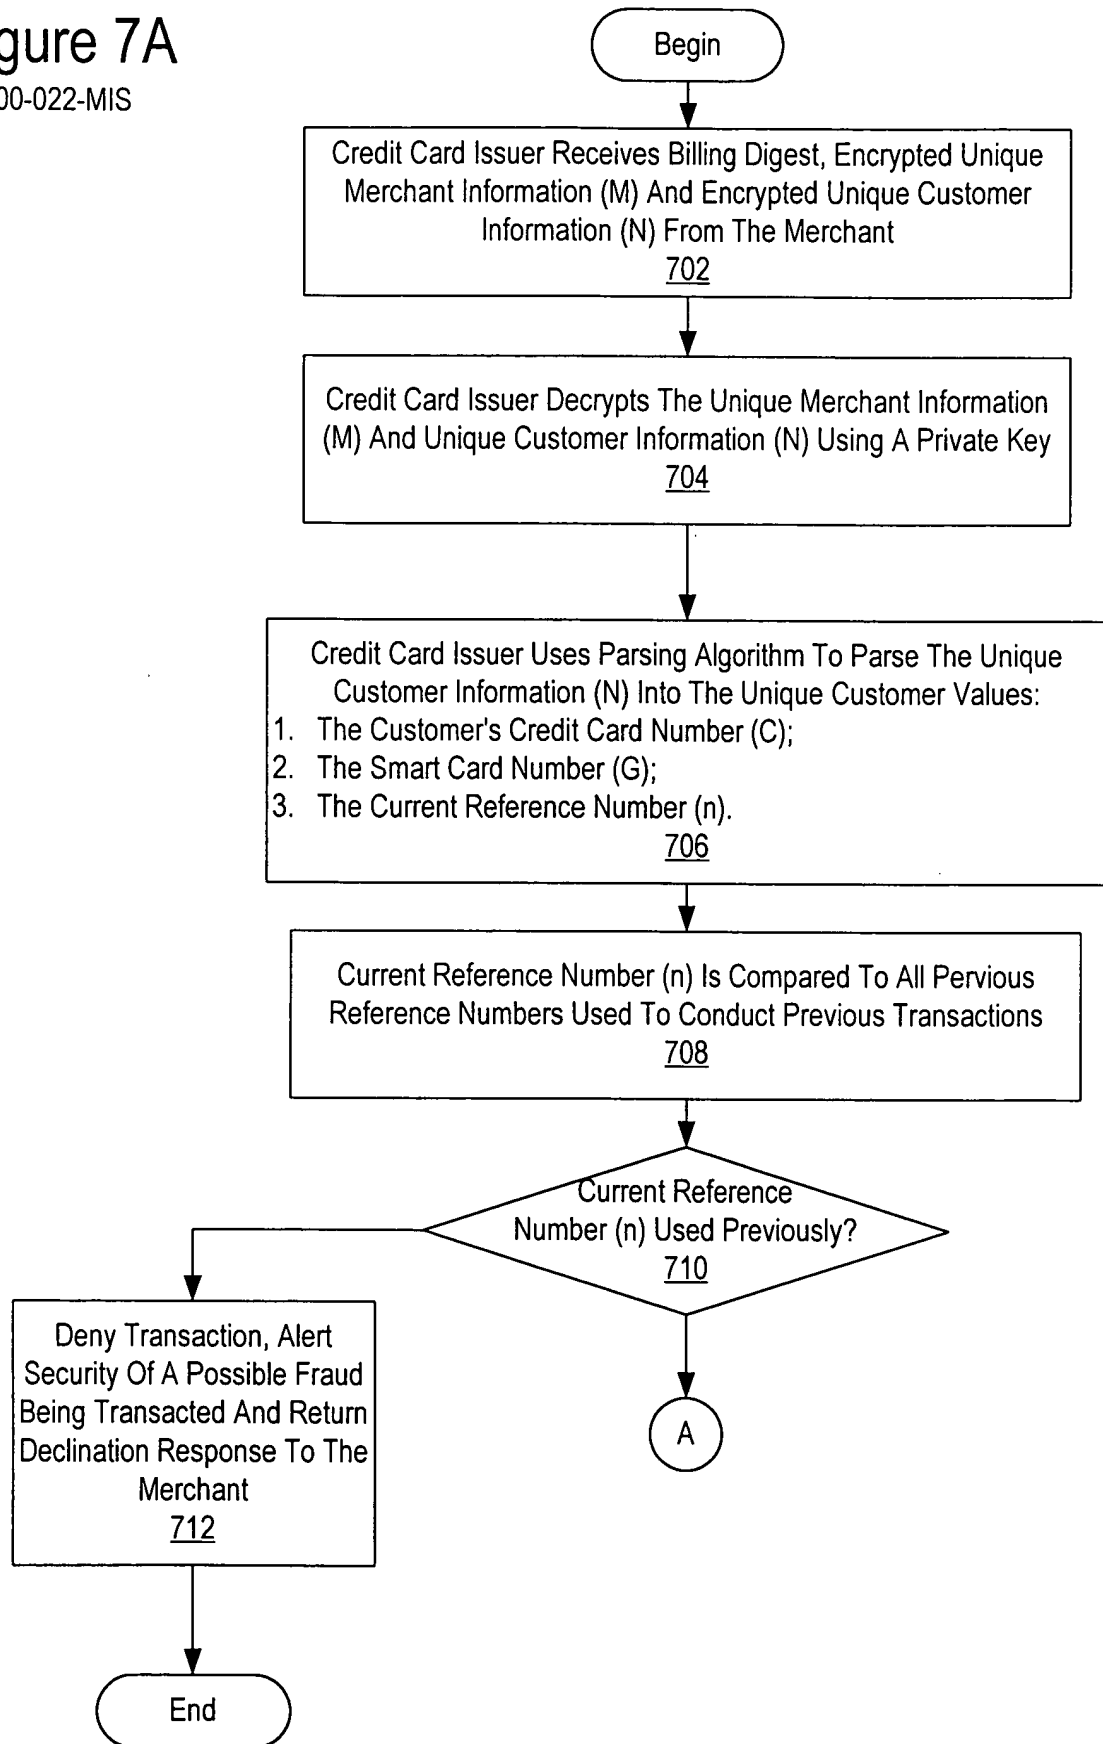 gure 7A
00-022-MIS
Begin
Credit Card Issuer Receives Billing Digest, Encrypted Unique
Merchant Information (M) And Encrypted Unique Customer
Information (N) From The Merchant
702
Credit Card Issuer Decrypts The Unique Merchant Information
(M) And Unique Customer Information (N) Using A Private Key
704
Credit Card Issuer Uses Parsing Algorithm To Parse The Unique
Customer Information (N) Into The Unique Customer Values:
1. The Customer's Credit Card Number (C);
2. The Smart Card Number (G);
3. The Current Reference Number (n).
706
Current Reference Number (n) Is Compared To All Pervious
Reference Numbers Used To Conduct Previous Transactions
708
Current Reference
Number (n) Used Previously?
710
Deny Transaction, Alert
Security Of A Possible Fraud
Being Transacted And Return
Declination Response To The
Merchant
712
A
End